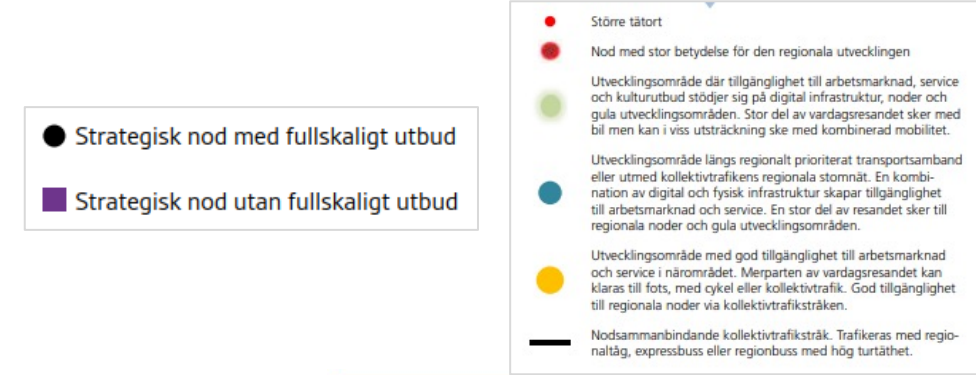 Strategisk nod med fullskaligt utbud
Strategisk nod utan fullskaligt utbud
Större tätort
Nod med stor betydelse för den regionala utvecklingen
Utvecklingsområde där tillgänglighet till arbetsmarknad, service
och kulturutbud stödjer sig på digital infrastruktur, noder och
gula utvecklingsområden. Stor del av vardagsresandet sker med
bil men kan i viss utsträckning ske med kombinerad mobilitet.
Utvecklingsområde längs regionalt prioriterat transportsamband
eller utmed kollektivtrafikens regionala stomnät. En kombi-
nation av digital och fysisk infrastruktur skapar tillgänglighet
till arbetsmarknad och service. En stor del av resandet sker till
regionala noder och gula utvecklingsområden.
Utvecklingsområde med god tillgänglighet till arbetsmarknad
och service i närområdet. Merparten av vardagsresandet kan
klaras till fots, med cykel eller kollektivtrafik. God tillgänglighet
till regionala noder via kollektivtrafikstråken.
Nodsammanbindande kollektivtrafikstråk. Trafikeras med regio-
naltåg, expressbuss eller regionbuss med hög turtäthet.